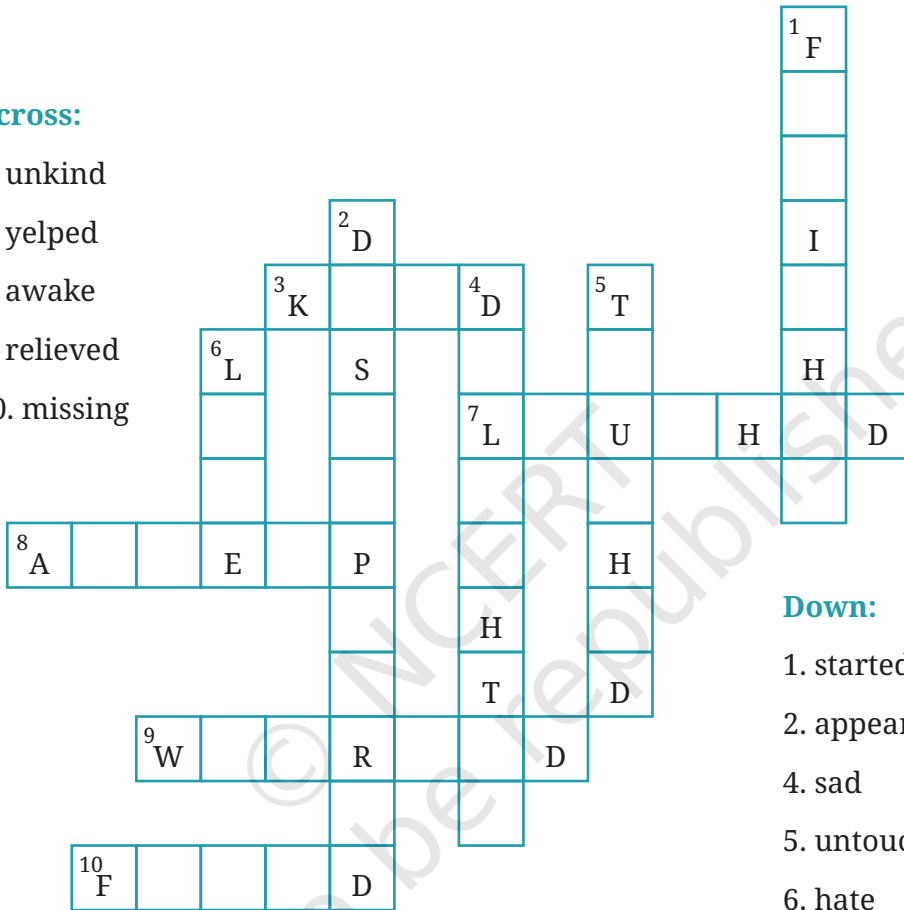 1 F
cross:
unkind
yelped
awake
relieved
0. missing
2 D I
3 K 4 D 5 T
6 L S H
7 L U H D
8 A E P H
H
T D
9 W R D
10 F D
Down:
1. started
2. appear
4. sad
5. untouc
6. hate
© NCERT
be republishe